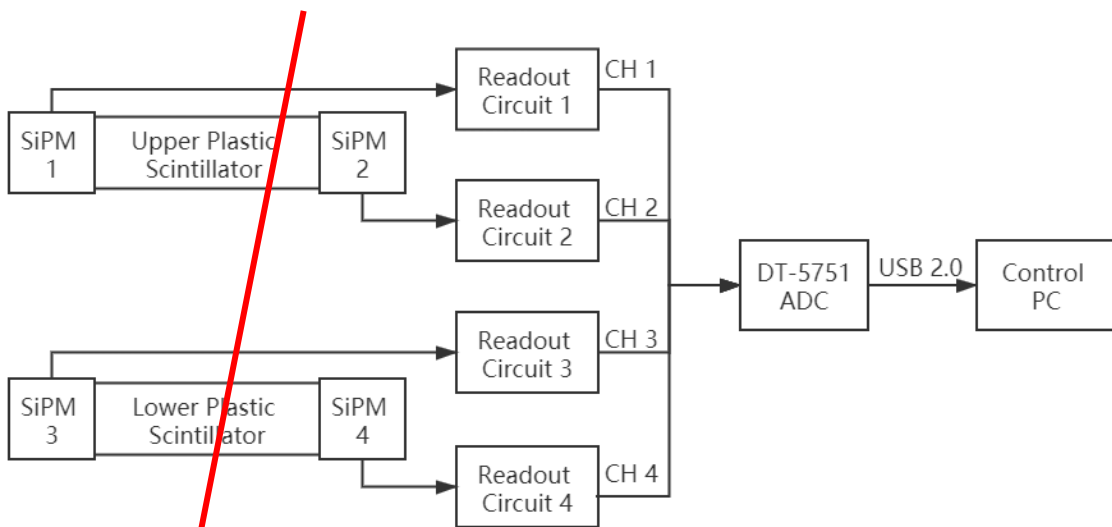 Readout
Circuit 1
CH 1
SiPM
1
Upper Plastic
Scintillator
SiPM
2
Readout
Circuit 2
CH 2
DT-5751
ADC
USB 2.0
Control
PC
Readout
Circuit 3
CH 3
SiPM
3
Lower Plastic
Scintillator
SiPM
4
Readout
Circuit 4
CH 4